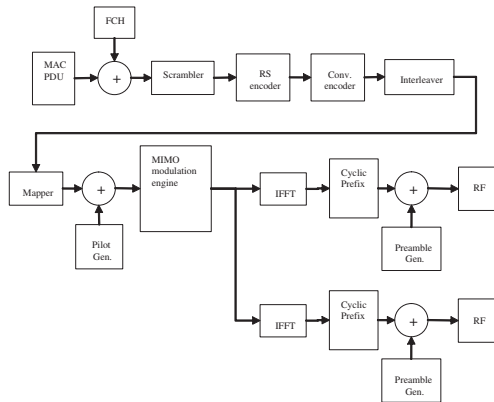 FCH
MAC
PDU
+
Scrambler
RS
encoder
Conv.
encoder
Interleaver
Mapper
+
Pilot
Gen.
MIMO
modulation
engine
IFFT
Cyclic
Prefix
+
RF
Preamble
Gen.
IFFT
Cyclic
Prefix
+
RF
Preamble
Gen.